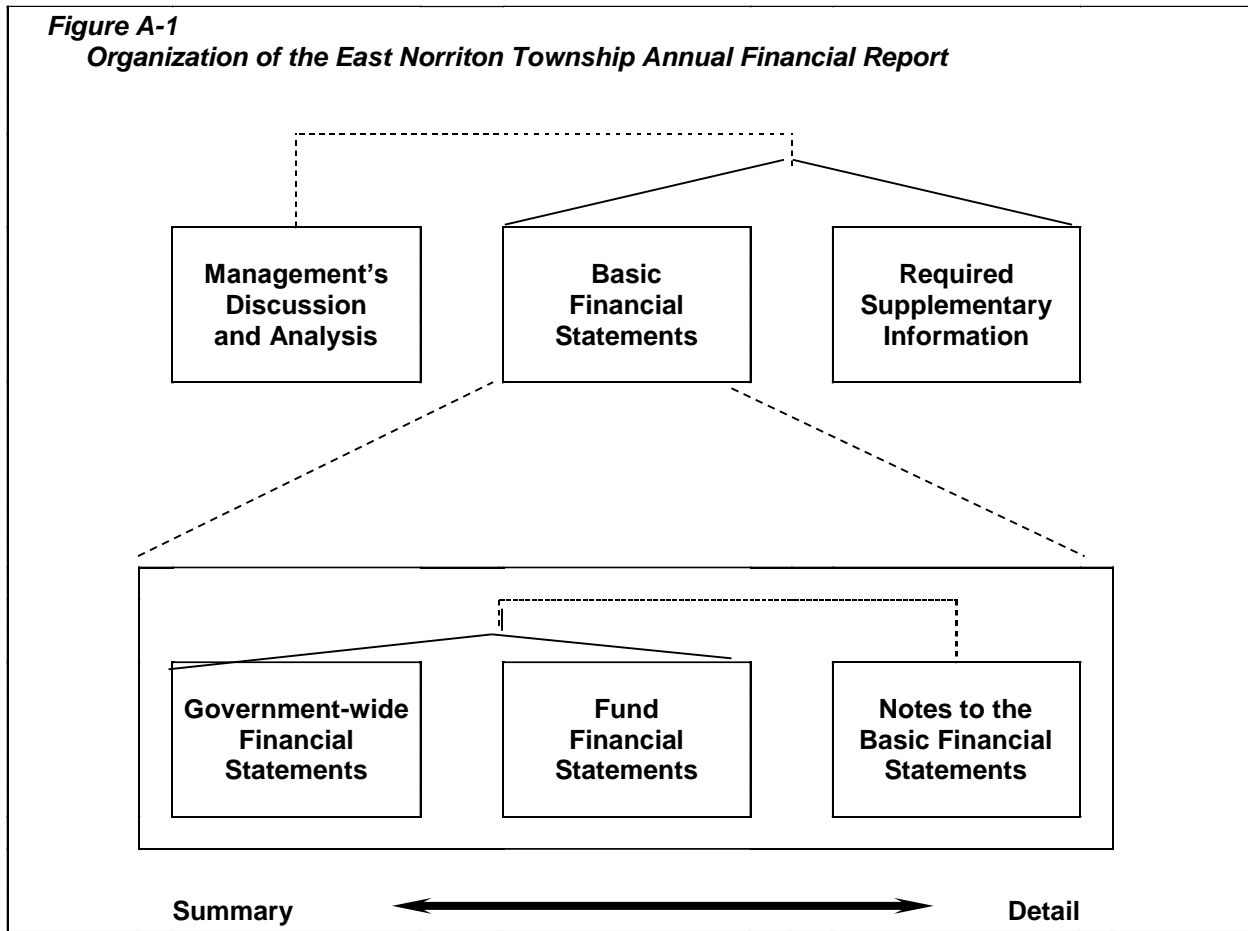 Figure A-1
Organization of the East Norriton Township Annual Financial Report
Management’s
Discussion
and Analysis
Basic
Financial
Statements
Required
Supplementary
Information
Government-wide
Financial
Statements
Fund
Financial
Statements
Notes to the
Basic Financial
Statements
Summary
Detail